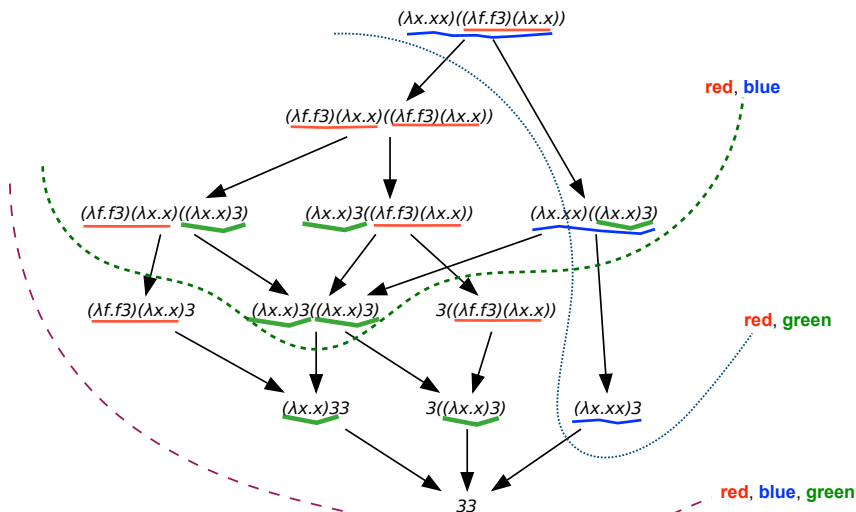 (λx.xx)((λf.f3)(λx.x))
red, blue
(λf.f3)(λx.x)((λf.f3)(λx.x))
(λf.f3)(λx.x)((λx.x)3)
(λx.x)3((λf.f3)(λx.x))
(λx.xx)((λx.x)3)
(λf.f3)(λx.x)3
(λx.x)3((λx.x)3)
3((λf.f3)(λx.x))
red, green
(λx.x)33
3((λx.x)3)
(λx.xx)3
red, blue, green
33